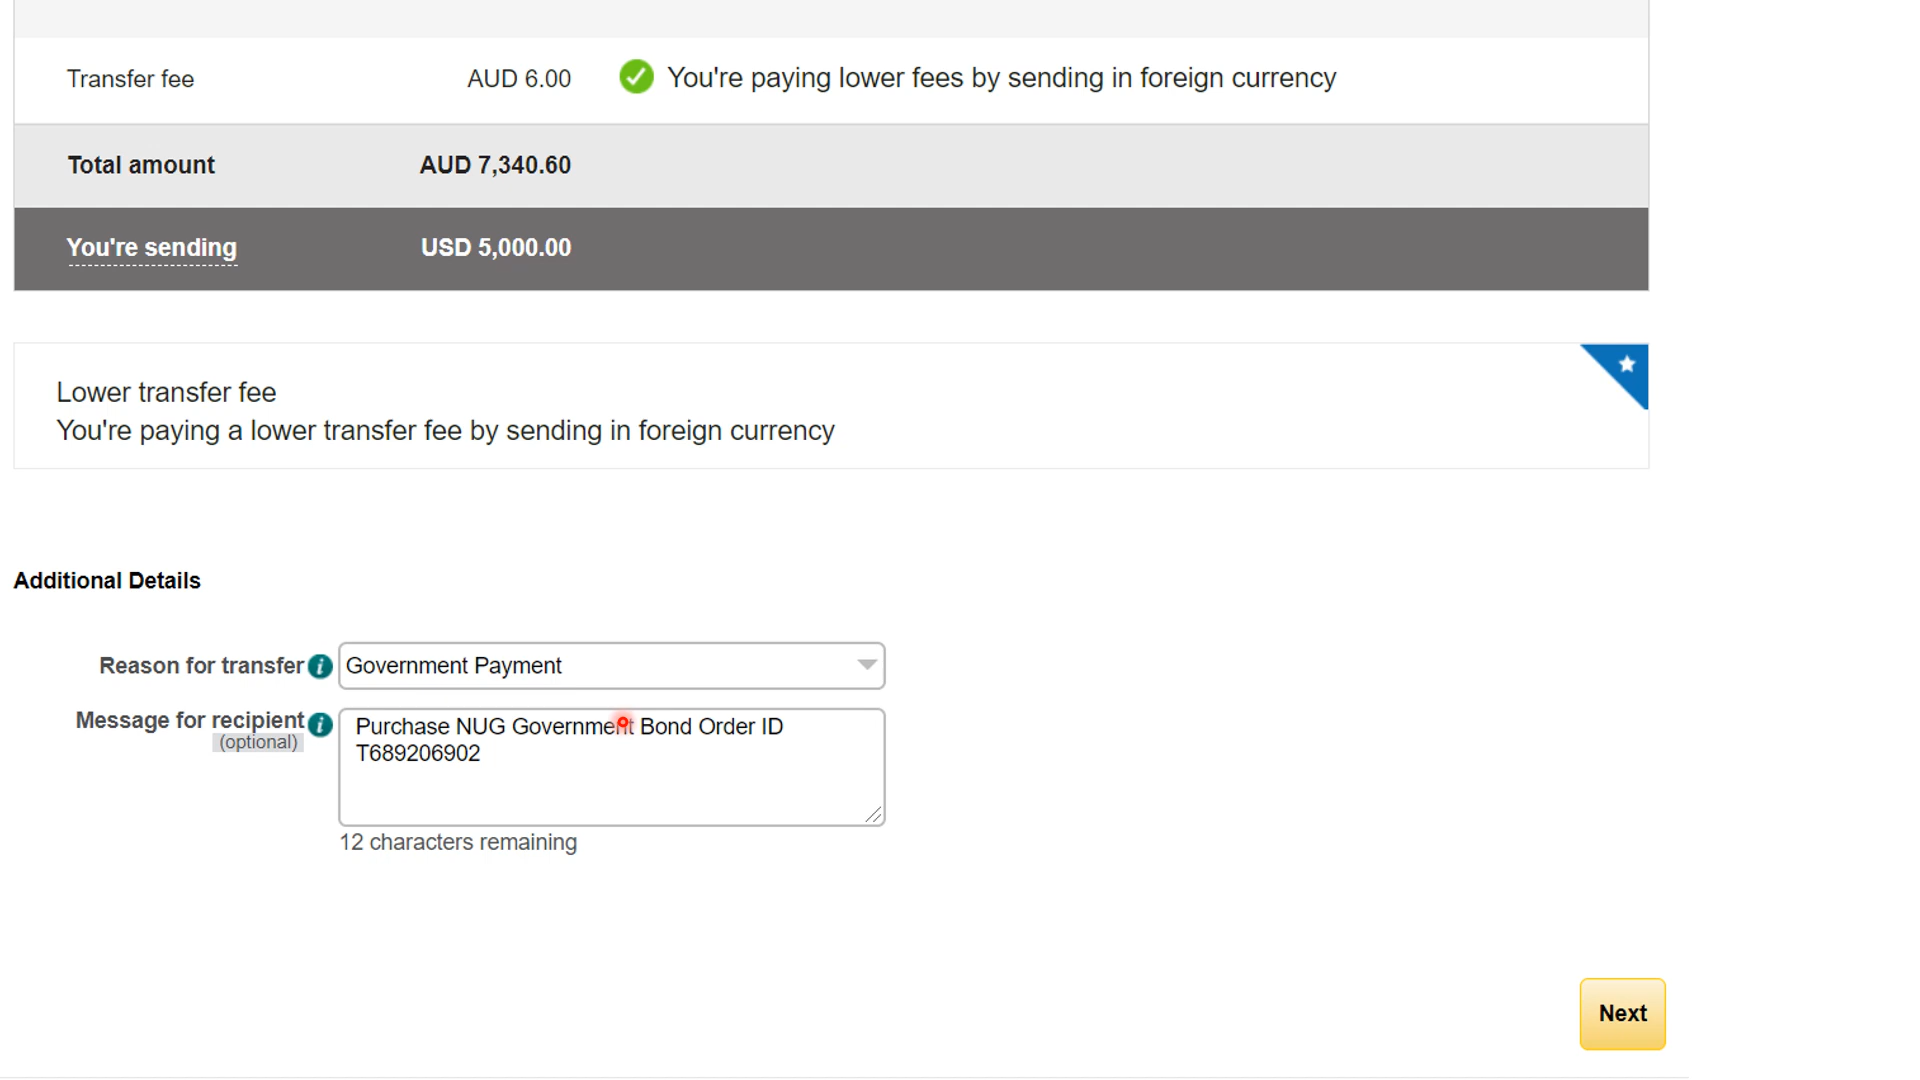 Transfer fee AUD 6.00 You're paying lower fees by sending in foreign currency
Total amount AUD 7,340.60
You're sending USD 5,000.00
Lower transfer fee
You're paying a lower transfer fee by sending in foreign currency
Additional Details
Reason for transfer i Government Payment
Message for recipient i
(optional)
Purchase NUG Government Bond Order ID
T689206902
12 characters remaining
Next